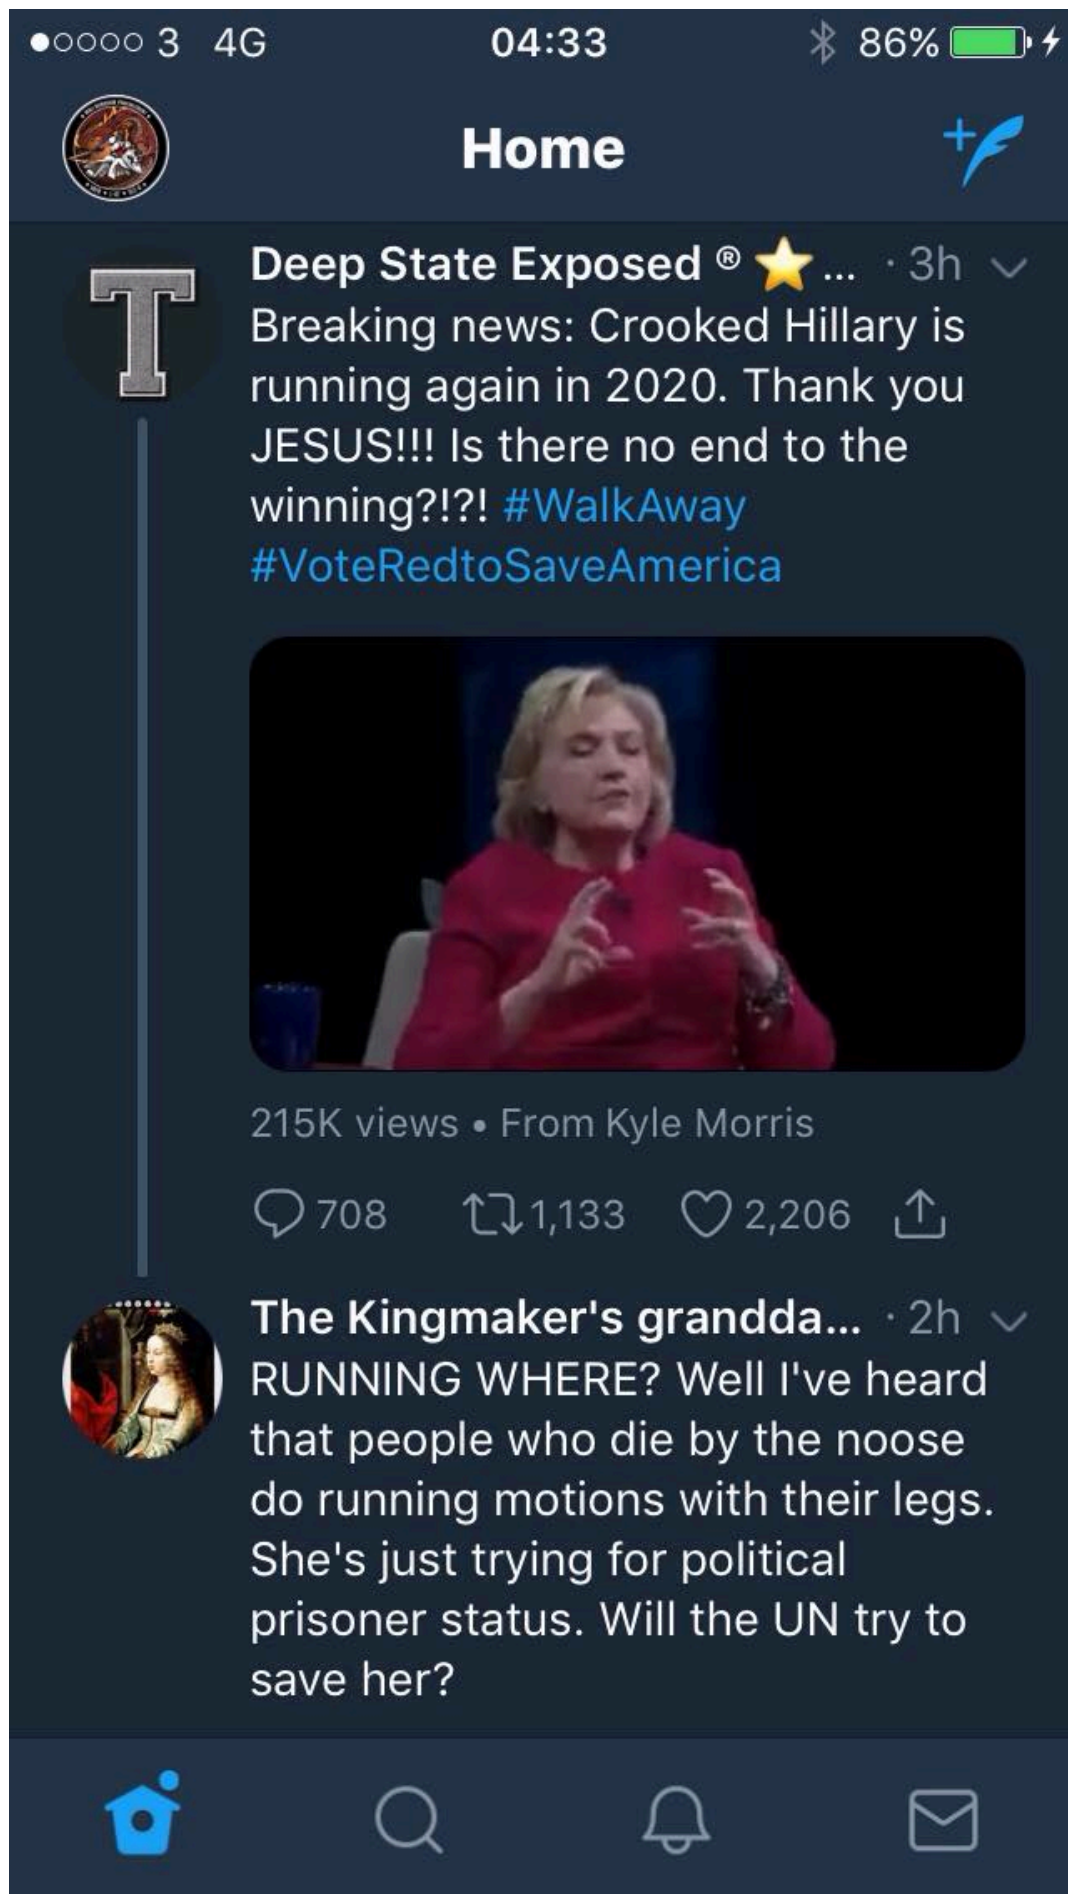 3 4G 04:33 86%
Home
Deep State Exposed ® ⭐... · 3h
Breaking news: Crooked Hillary is
running again in 2020. Thank you
JESUS!!! Is there no end to the
winning?!?! #WalkAway
#VoteRedtoSaveAmerica
215K views • From Kyle Morris
708 1,133 2,206
The Kingmaker's grandda... · 2h
RUNNING WHERE? Well I've heard
that people who die by the noose
do running motions with their legs.
She's just trying for political
prisoner status. Will the UN try to
save her?
T